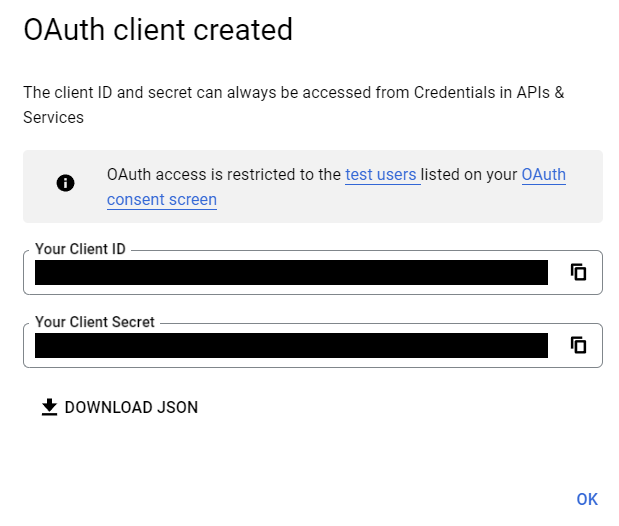 OAuth client created
The client ID and secret can always be accessed from Credentials in APIs &
Services
OAuth access is restricted to the test users listed on your OAuth
consent screen
Your Client ID
Your Client Secret
DOWNLOAD JSON
OK